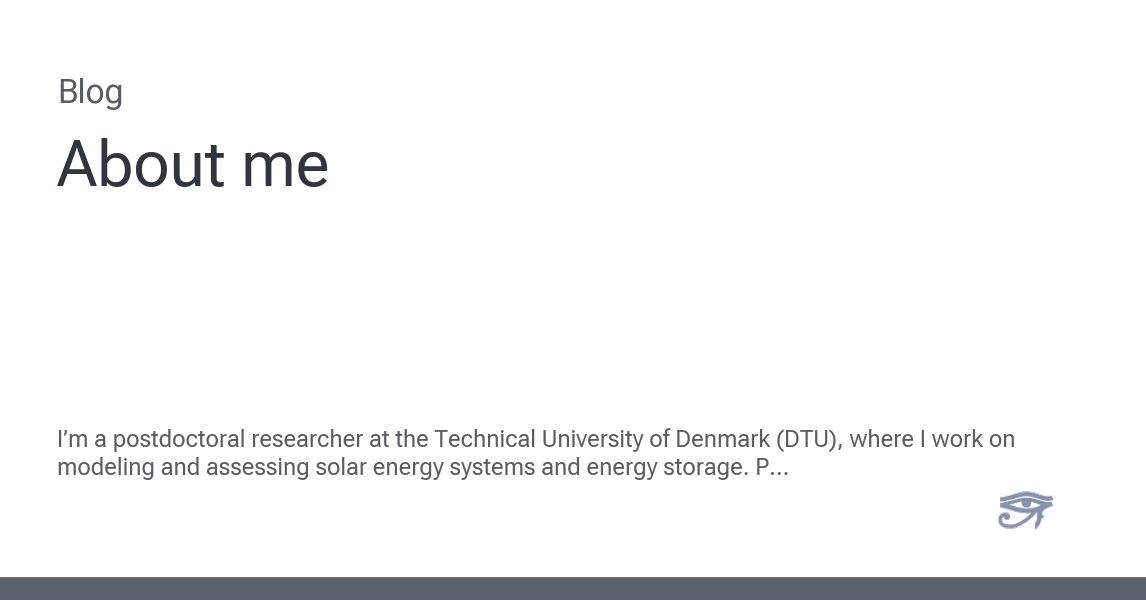 Blog
About me
I’m a postdoctoral researcher at the Technical University of Denmark (DTU), where I work on
modeling and assessing solar energy systems and energy storage. P...